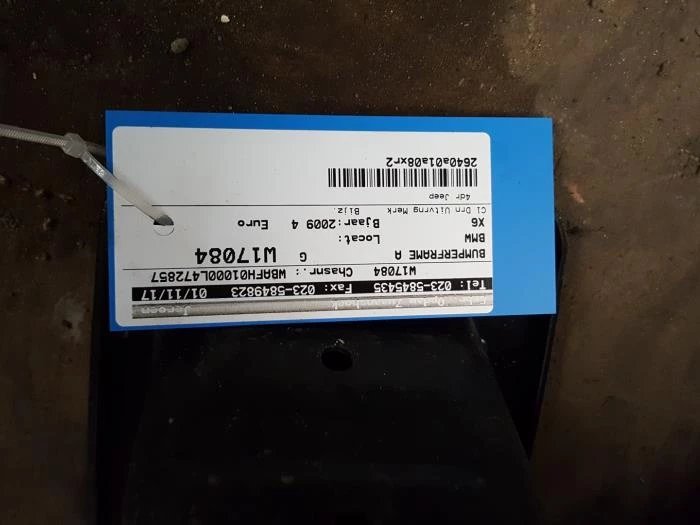 Jeroen
Tel: 023-5845435 Fax: 023-5849823 01/11/17
W17084 Chasnr.: WBAFH01000L472857
BUMPERFRAME A G W17084
BMW Locat:
X6 Bjaar:2009 4 Euro
Cl Drn Uitvrng Merk Bijz.
4dr Jeep
2640a01a08xr2